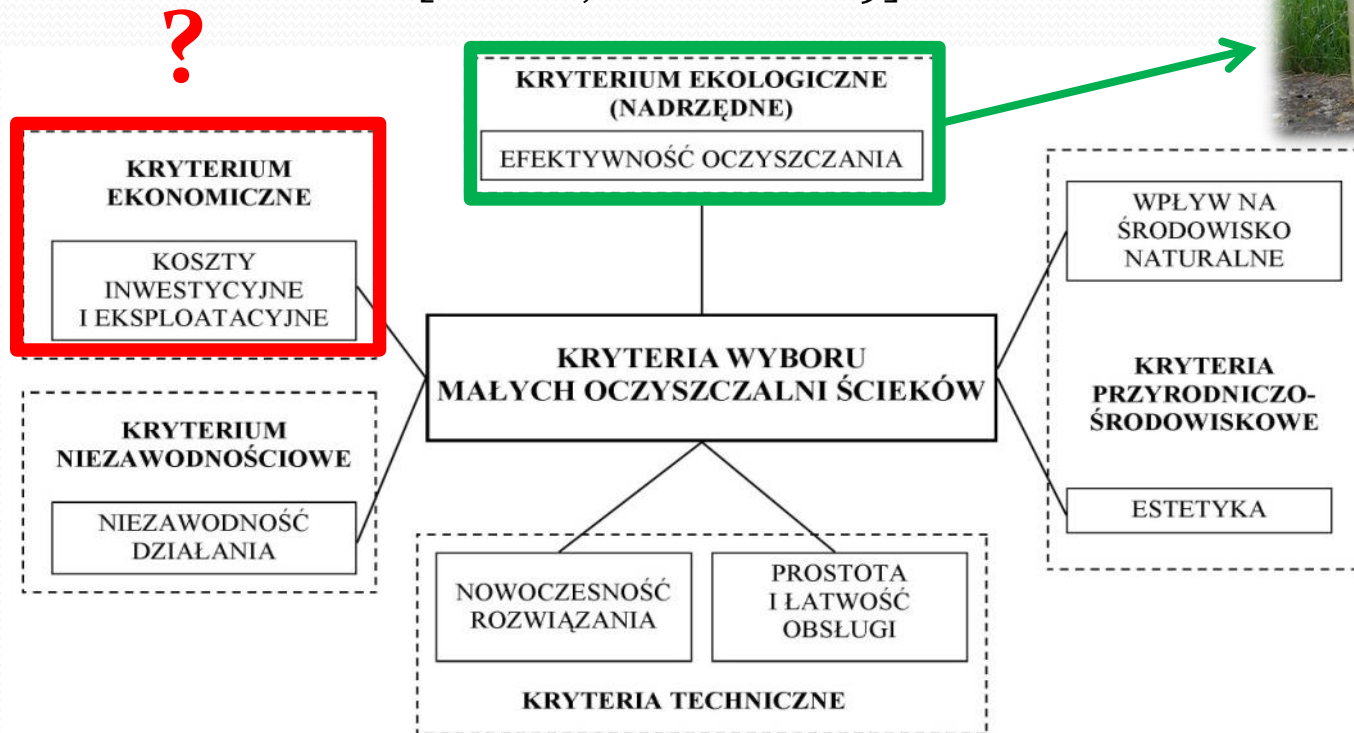 ?
KRYTERIUM EKOLOGICZNE
(NADRZĘDNE)
EFEKTYWNOŚĆ OCZYSZCZANIA
KRYTERIUM
EKONOMICZNE
KOSZTY
INWESTYCYJNE
I EKSPLOATACYJNE
WPŁYW NA
ŚRODOWISKO
NATURALNE
KRYTERIA WYBORU
MAŁYCH OCZYSZCZALNI ŚCIEKÓW
KRYTERIA
PRZYRODNICZO-
ŚRODOWISKOWE
KRYTERIUM
NIEZAWODNOŚCIOWE
NIEZAWODNOŚĆ
DZIAŁANIA
ESTETYKA
NOWOCZESNOŚĆ
ROZWIĄZANIA
PROSTOTA
I ŁATWOŚĆ
OBSŁUGI
KRYTERIA TECHNICZNE